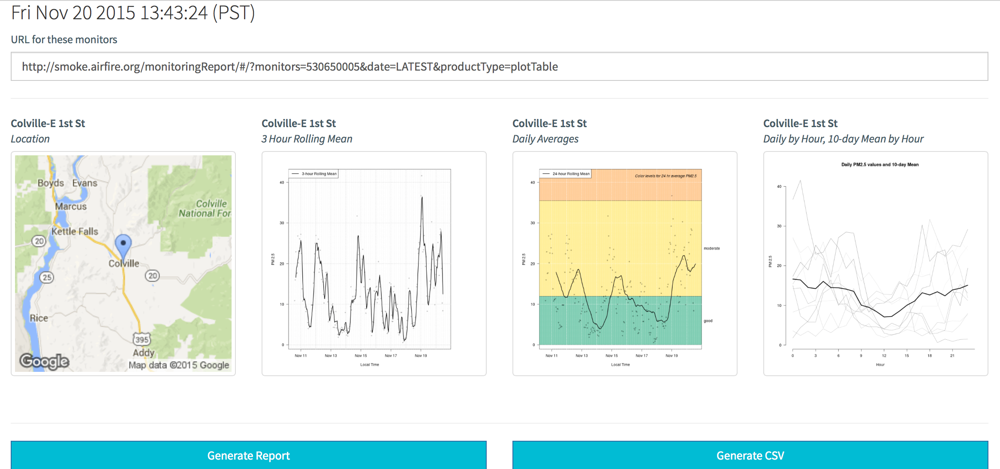 Fri Nov 20 2015 13:43:24 (PST)
URL for these monitors
http://smoke.airfire.org/monitoringReport/#/?monitors=530650005&date=LATEST&productType=plotTable
Colville-E 1st St
Location
Boyds Evans
Marcus
Colville
National For
Kettle Falls
20
Colville
25
20
Rice
395
Addy
Google
Map data ©2015 Google
Colville-E 1st St
3 Hour Rolling Mean
3-hour Rolling Mean
40
30
20
10
0
PM 2.5
Nov 11 Nov 13 Nov 15 Nov 17 Nov 19
Local Time
Colville-E 1st St
Daily Averages
24-hour Rolling Mean
Color levels for 24 hr average PM2.5
40
30
20
10
0
PM 2.5
moderate
good
Nov 11 Nov 13 Nov 15 Nov 17 Nov 19
Local Time
Colville-E 1st St
Daily by Hour, 10-day Mean by Hour
Daily PM2.5 values and 10-day Mean
40
30
20
10
0
PM 2.5
0 3 6 9 12 15 18 21
Hour
Generate Report
Generate CSV